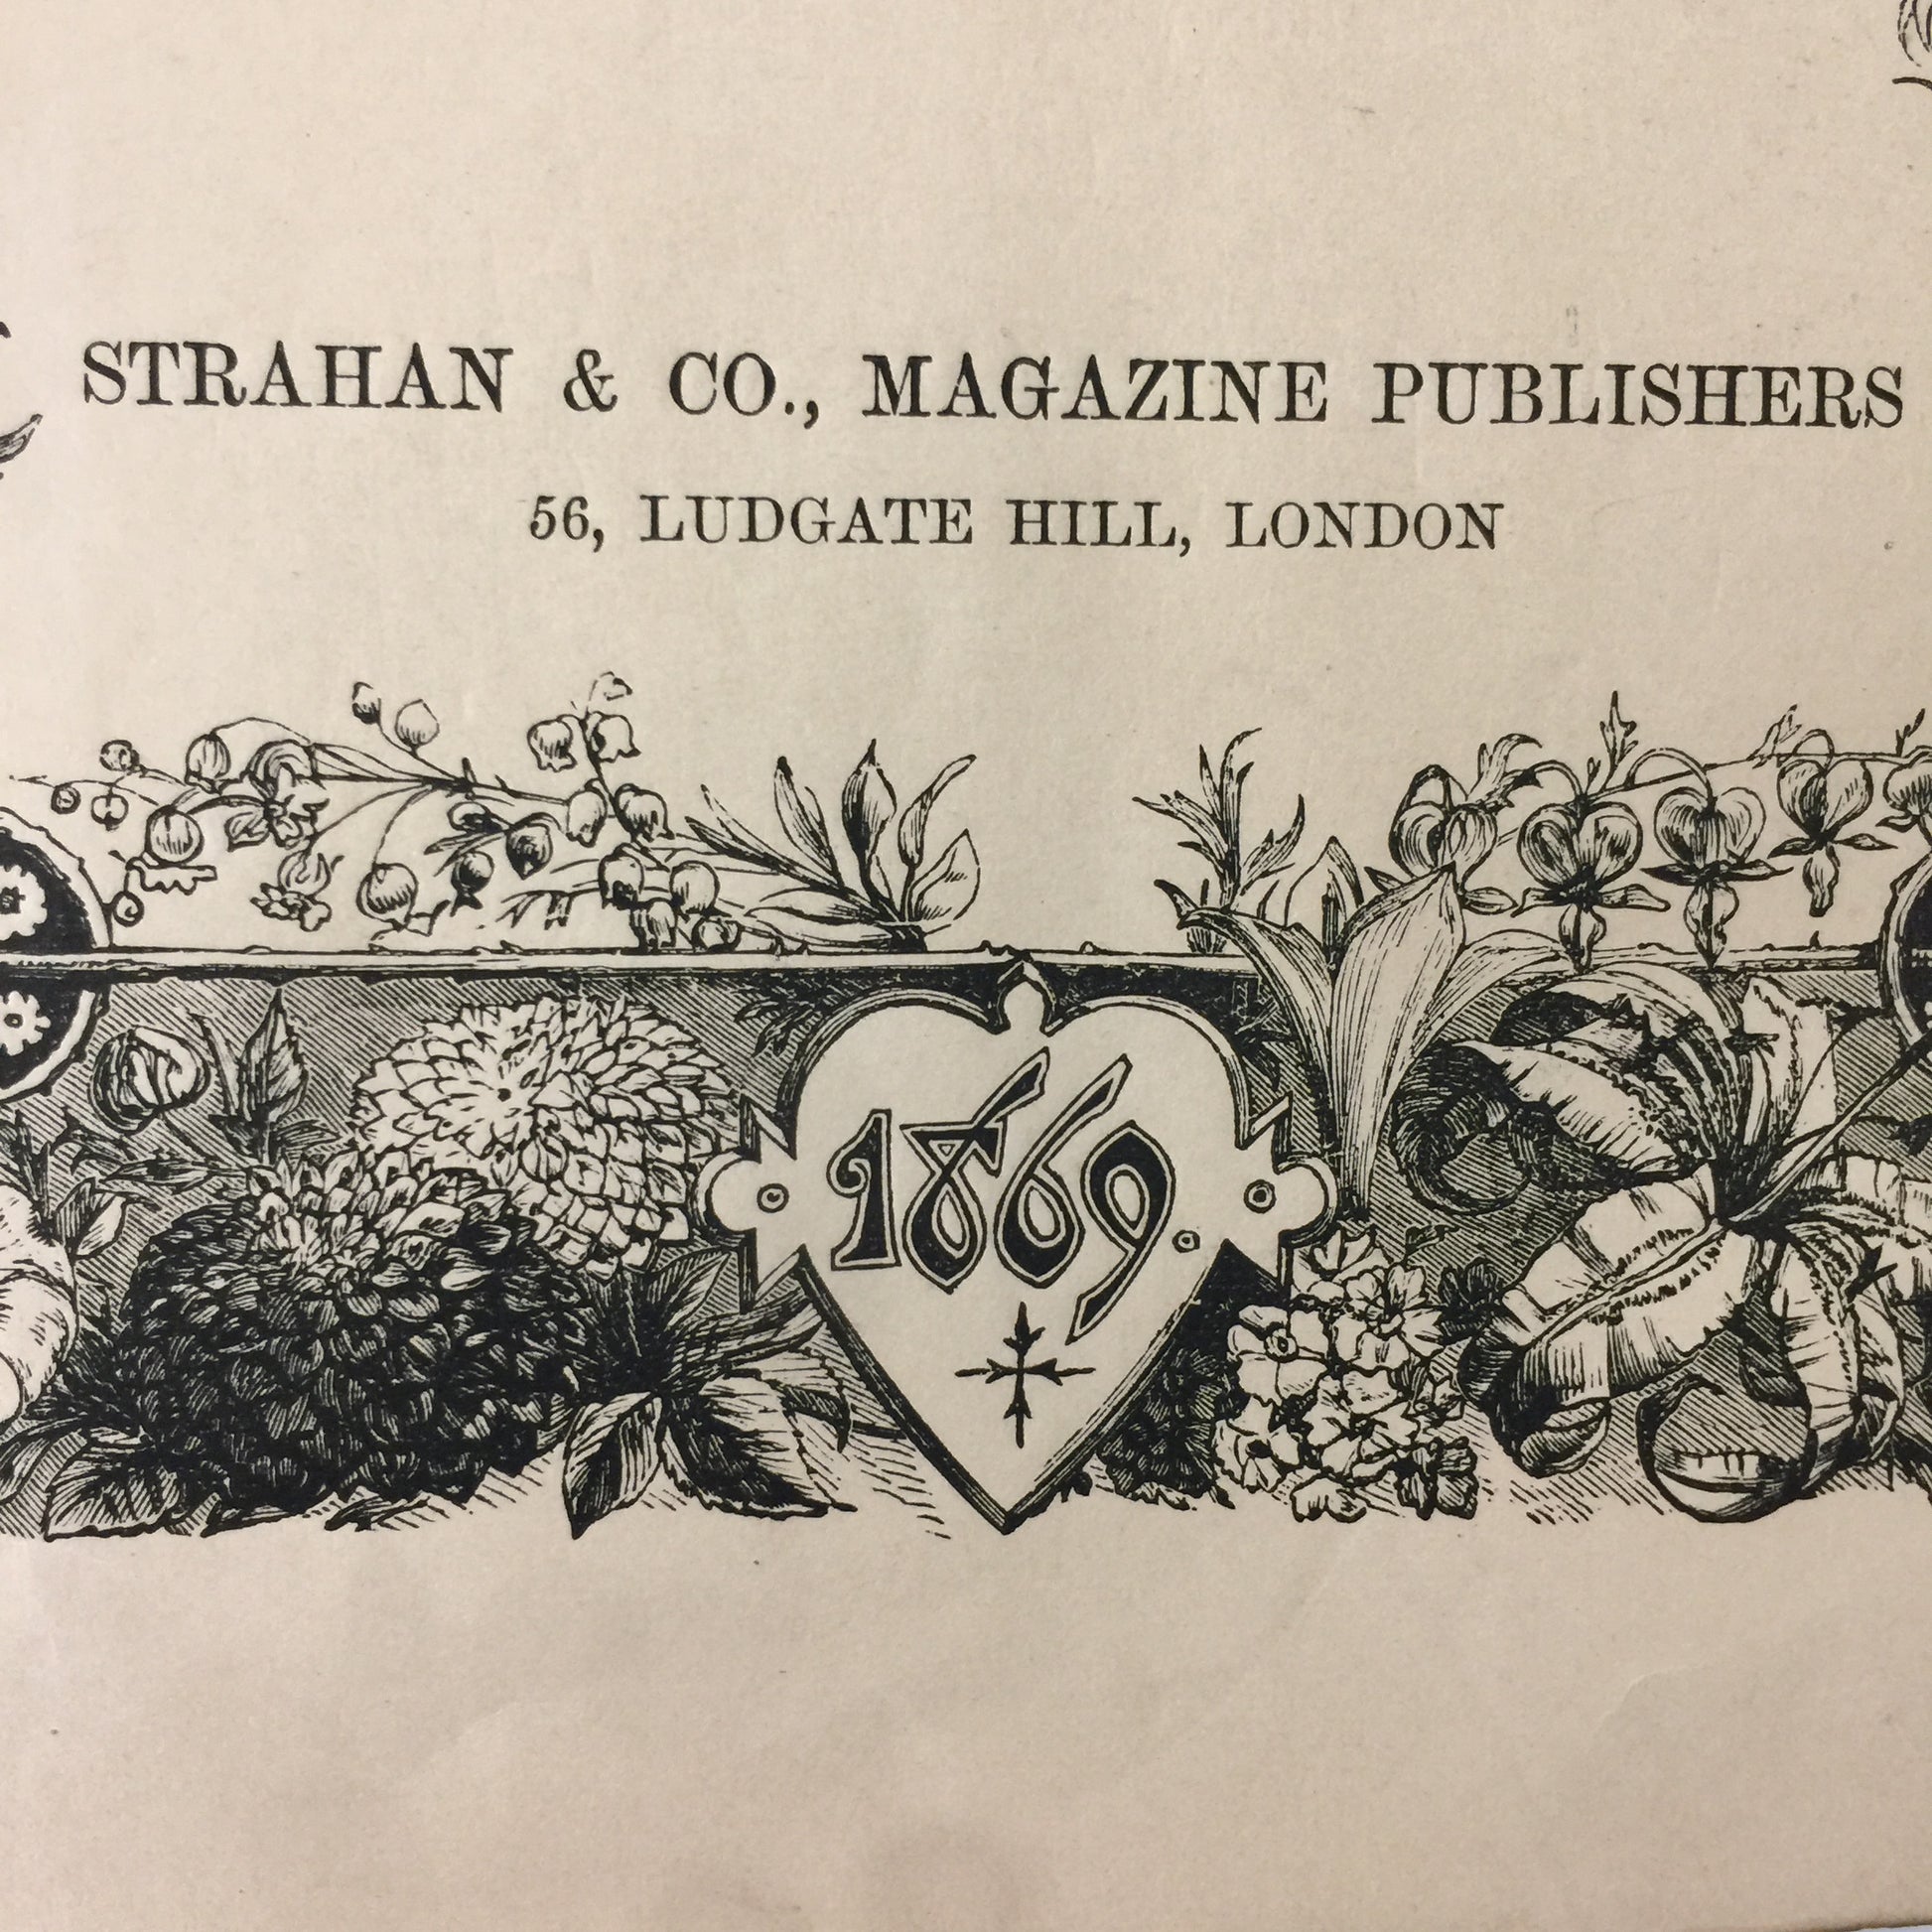 STRAHAN & CO., MAGAZINE PUBLISHERS
56, LUDGATE HILL, LONDON
1869.